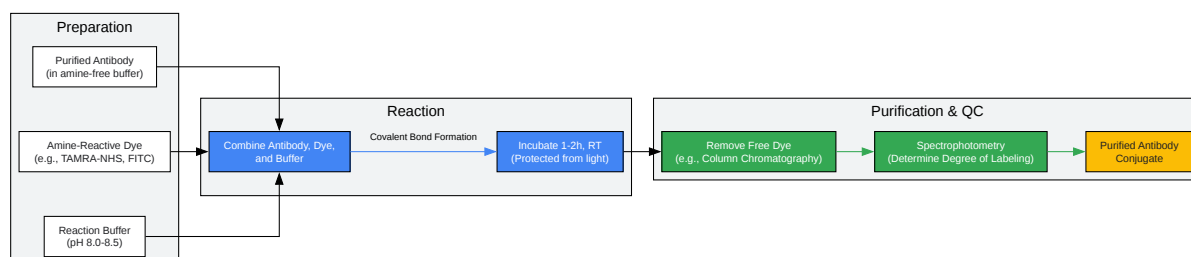 Preparation
Purified Antibody
(in amine-free buffer)
Amine-Reactive Dye
(e.g., TAMRA-NHS, FITC)
Reaction Buffer
(pH 8.0-8.5)
Reaction
Combine Antibody, Dye,
and Buffer
Covalent Bond Formation
Incubate 1-2h, RT
(Protected from light)
Purification & QC
Remove Free Dye
(e.g., Column Chromatography)
Spectrophotometry
(Determine Degree of Labeling)
Purified Antibody
Conjugate